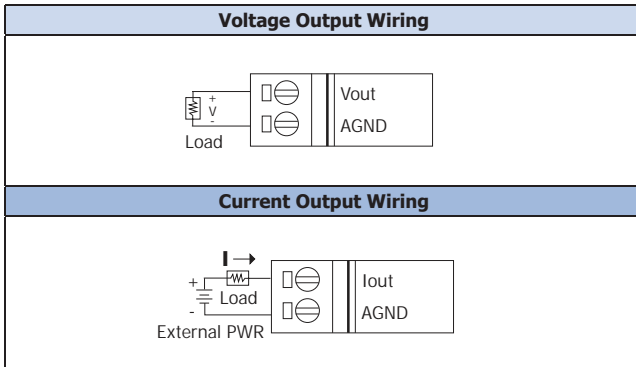 Voltage Output Wiring
+
V
-
Load
Vout
AGND
Current Output Wiring
I
+
-
Load
External PWR
Iout
AGND